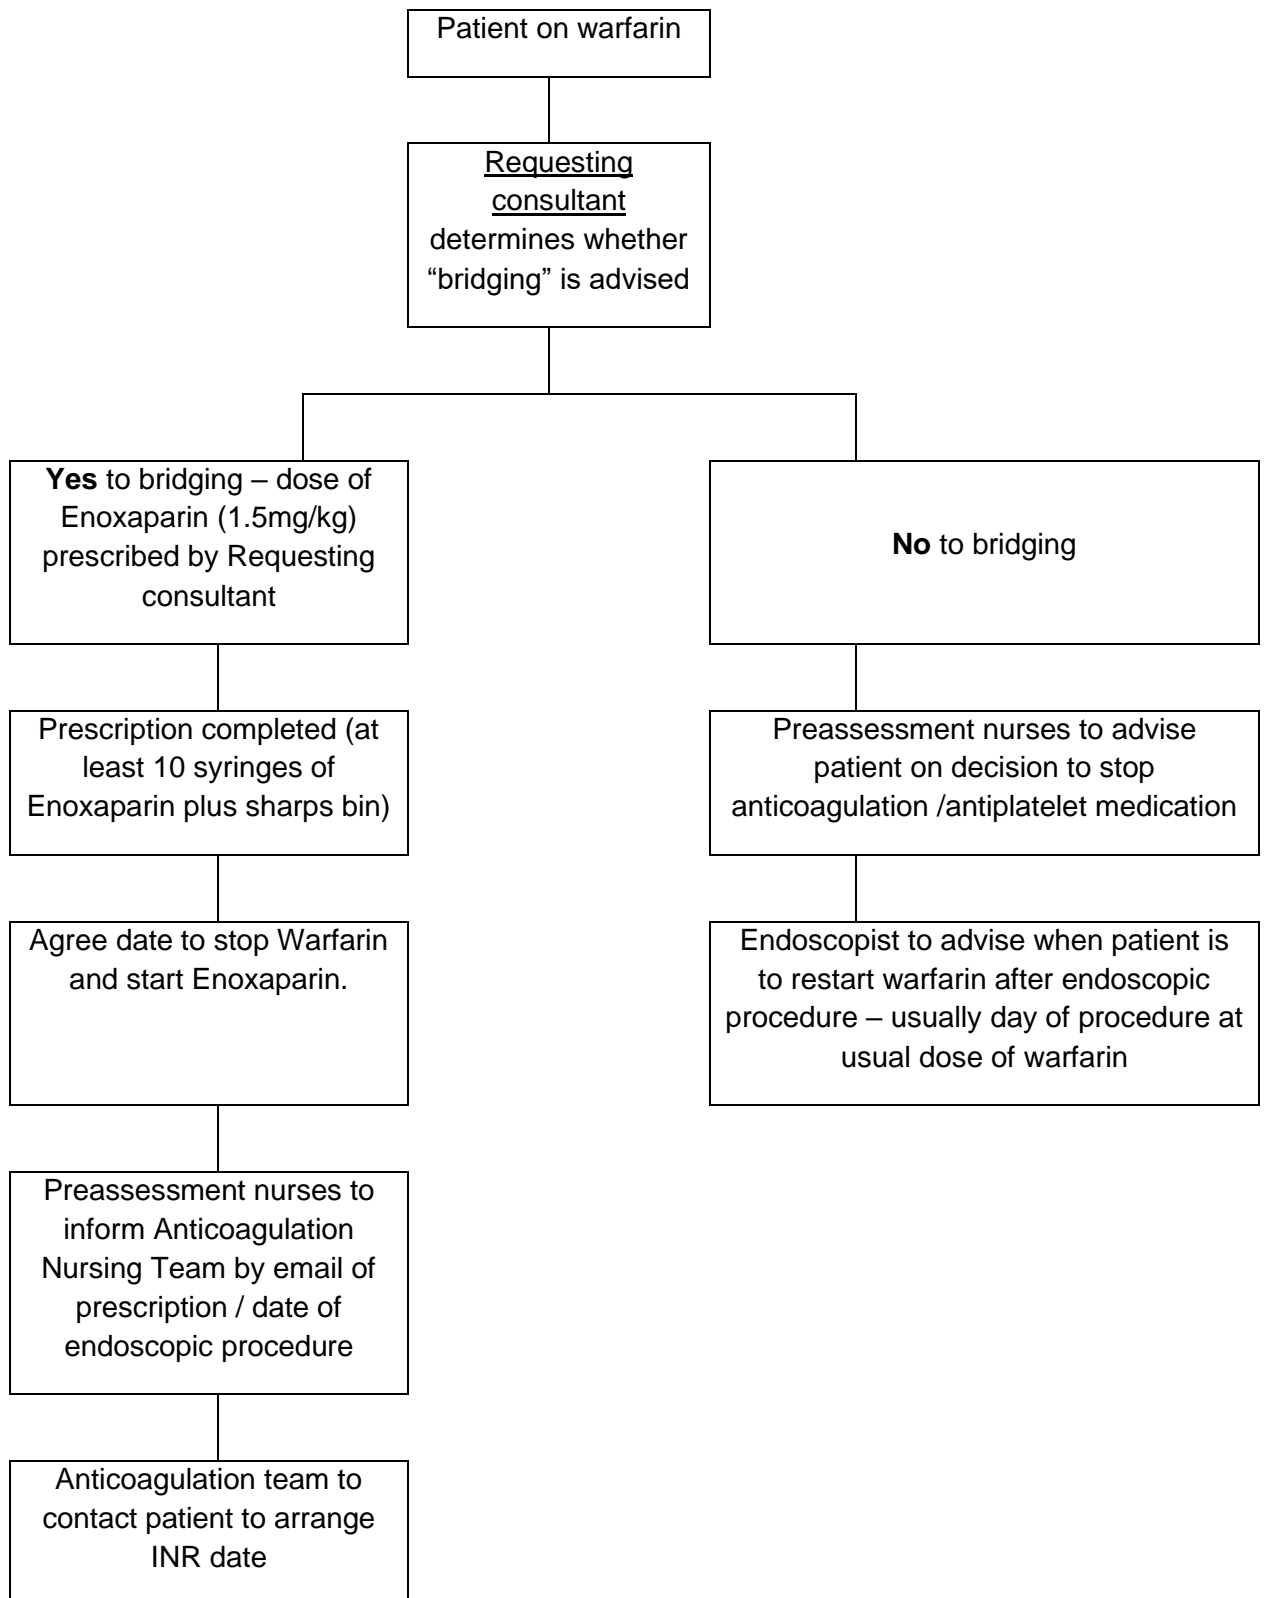 Patient on warfarin
Requesting
consultant
determines whether
“bridging” is advised
Yes to bridging – dose of
Enoxaparin (1.5mg/kg)
prescribed by Requesting
consultant
No to bridging
Prescription completed (at
least 10 syringes of
Enoxaparin plus sharps bin)
Preassessment nurses to advise
patient on decision to stop
anticoagulation /antiplatelet medication
Agree date to stop Warfarin
and start Enoxaparin.
Endoscopist to advise when patient is
to restart warfarin after endoscopic
procedure – usually day of procedure at
usual dose of warfarin
Preassessment nurses to
inform Anticoagulation
Nursing Team by email of
prescription / date of
endoscopic procedure
Anticoagulation team to
contact patient to arrange
INR date